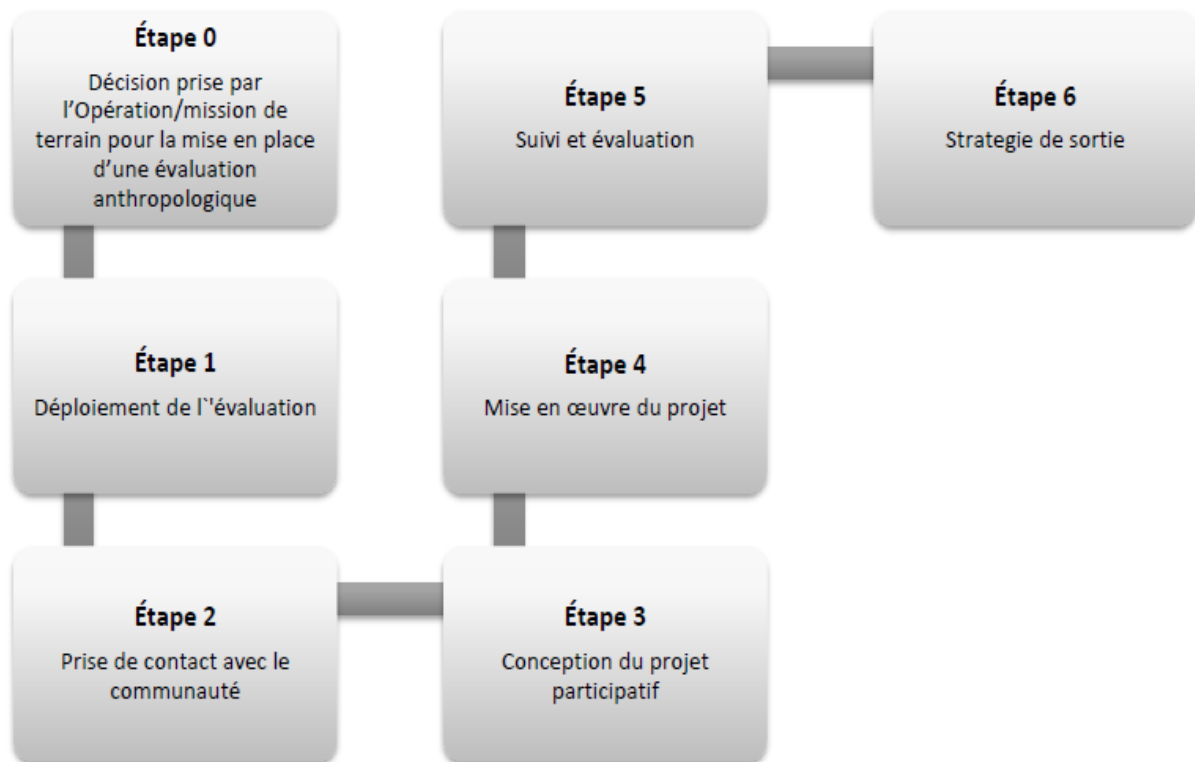 Étape 0
Décision prise par
l'Opération/mission de
terrain pour la mise en place
d'une évaluation
anthropologique
Étape 1
Déploiement de l`'évaluation
Étape 2
Prise de contact avec le
communauté
Étape 3
Conception du projet
participatif
Étape 4
Mise en œuvre du projet
Étape 5
Suivi et évaluation
Étape 6
Strategie de sortie